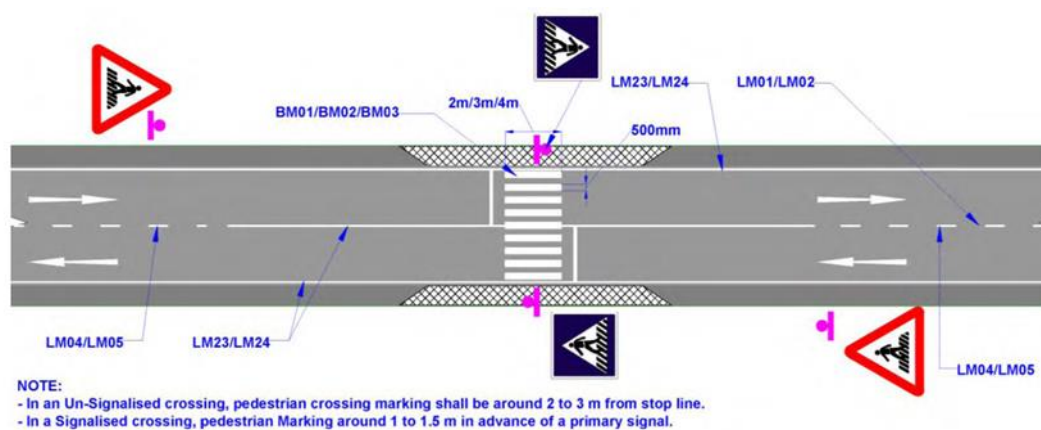 LM23/LM24
LM01/LM02
2m/3m/4m
BM01/BM02/BM03
500mm
LM04/LM05
LM23/LM24
LM04/LM05
NOTE:
- In an Un-Signalised crossing, pedestrian crossing marking shall be around 2 to 3 m from stop line.
- In a Signalised crossing, pedestrian Marking around 1 to 1.5 m in advance of a primary signal.